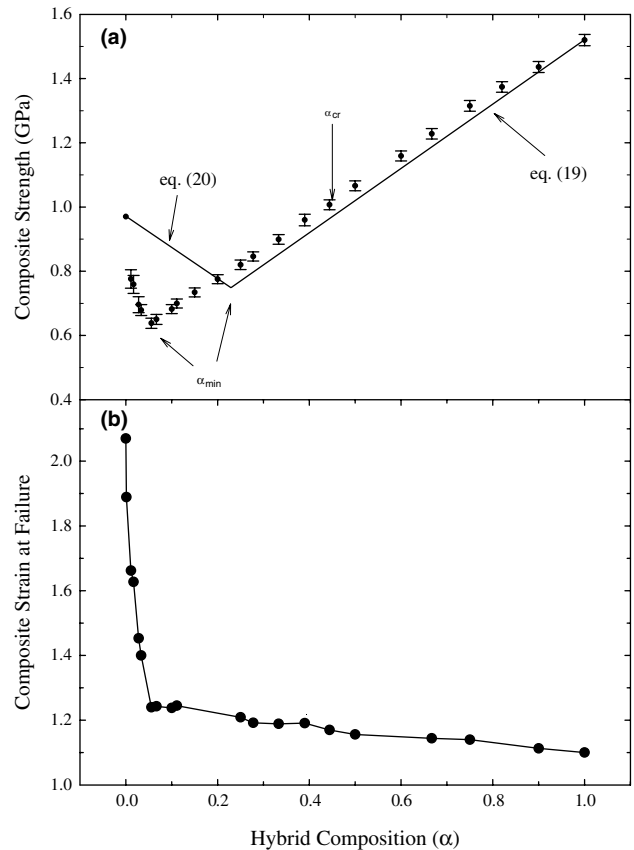 (a)
1.6
1.4
1.2
1.0
0.8
0.6
0.4
Composite Strength (GPa)
eq. (20)
αcr
eq. (19)
αmin
(b)
2.0
1.8
1.6
1.4
1.2
1.0
Composite Strain at Failure
0.0 0.2 0.4 0.6 0.8 1.0
Hybrid Composition (α)